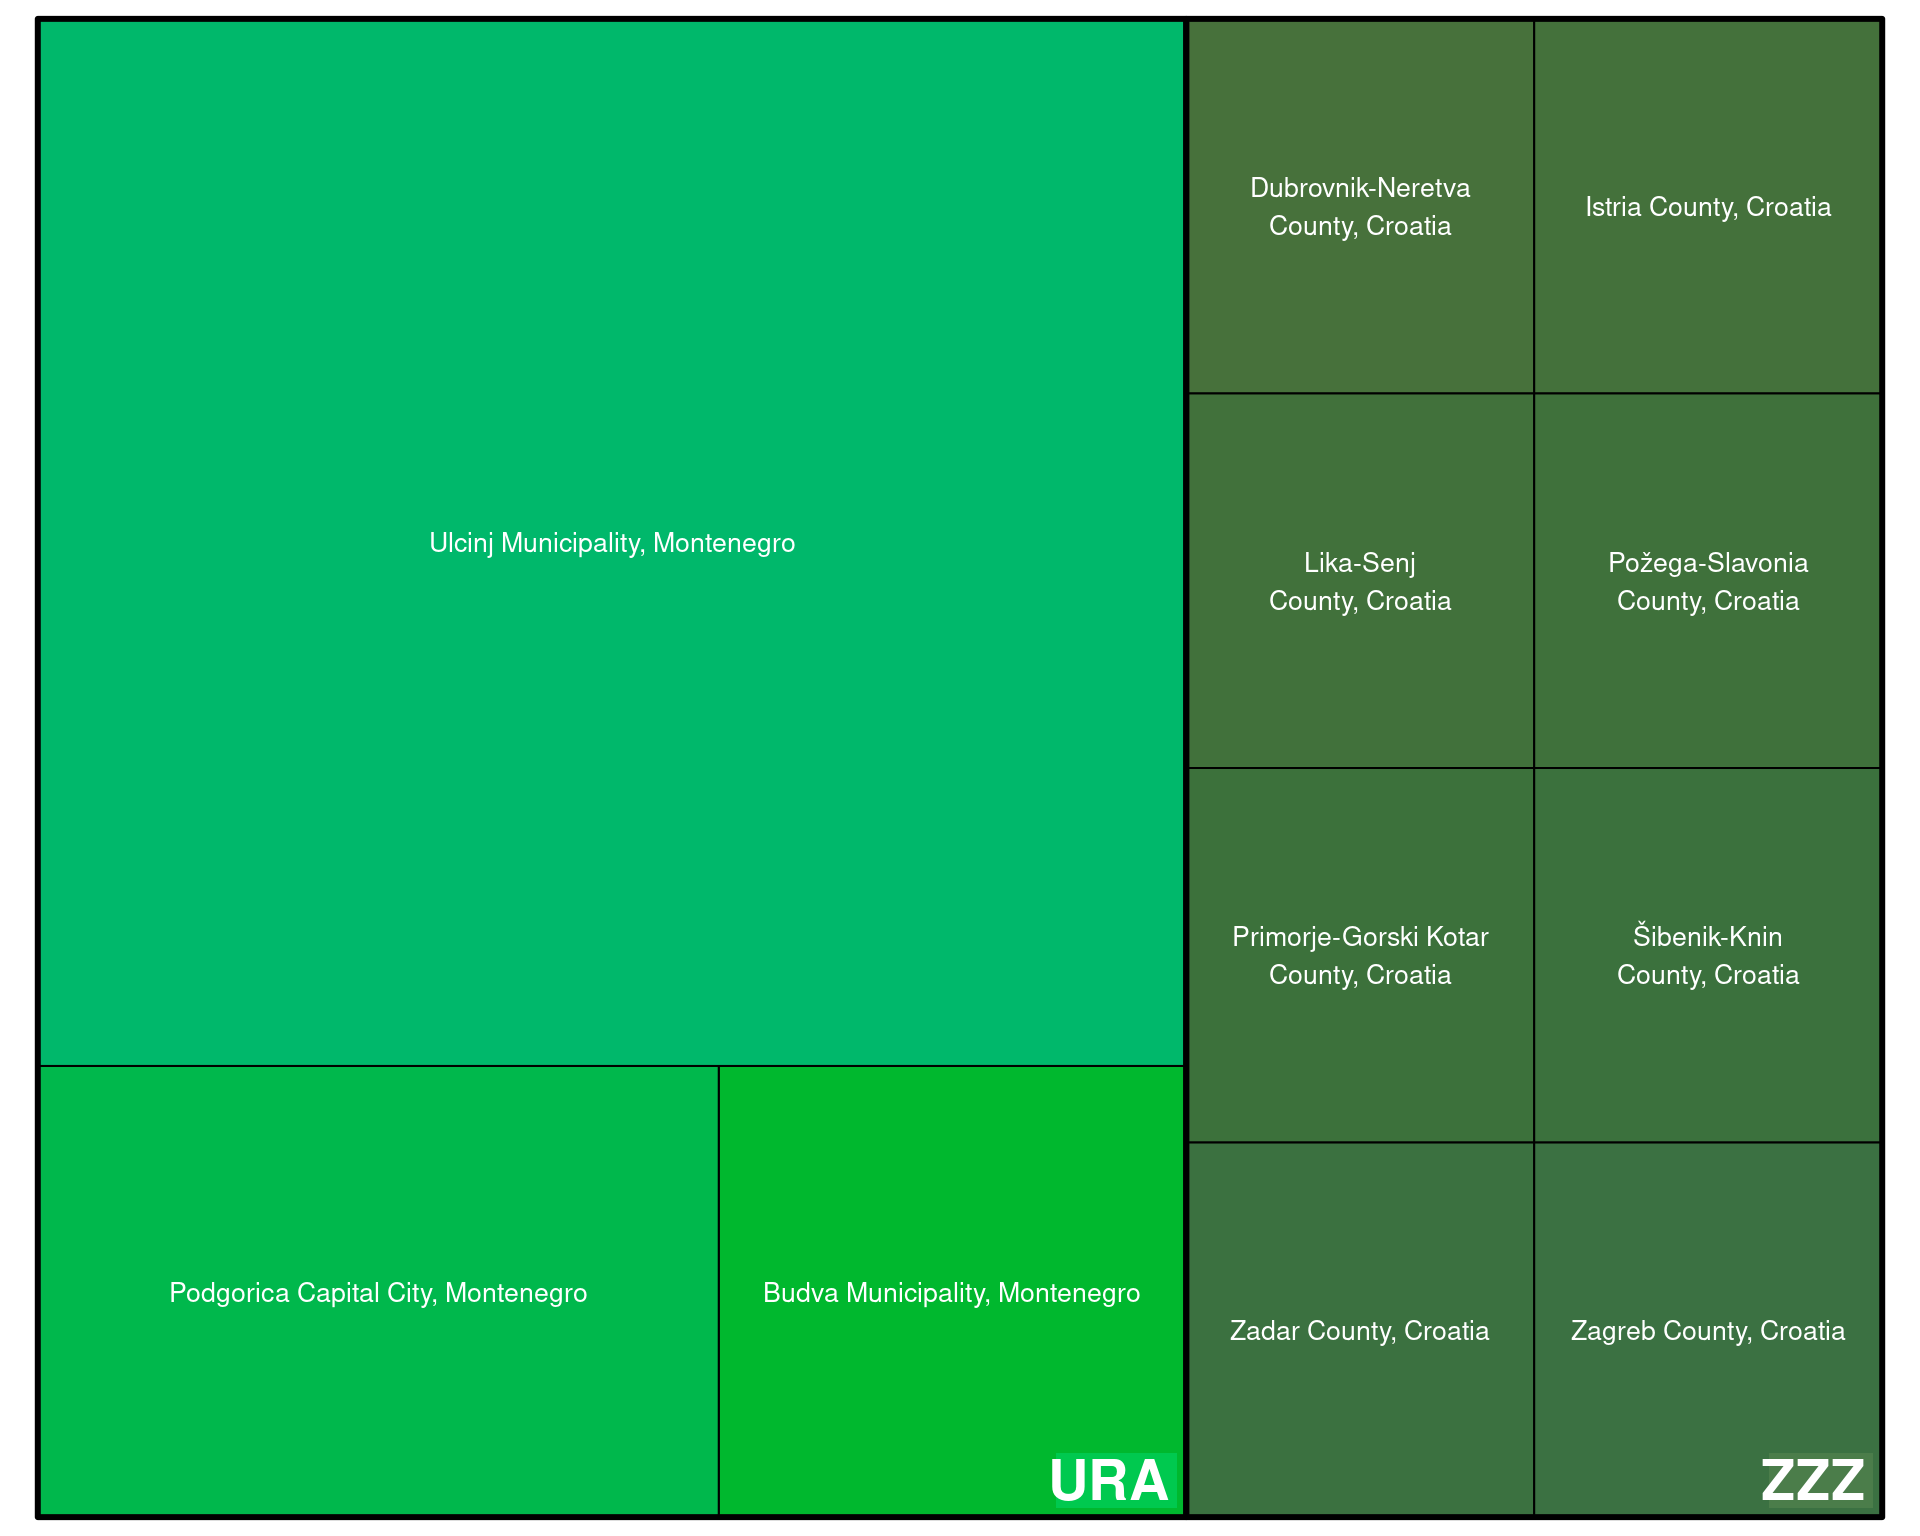 Ulcinj Municipality, Montenegro
Podgorica Capital City, Montenegro
Budva Municipality, Montenegro
URA
Dubrovnik-Neretva
County, Croatia
Istria County, Croatia
Lika-Senj
County, Croatia
Požega-Slavonia
County, Croatia
Primorje-Gorski Kotar
County, Croatia
Šibenik-Knin
County, Croatia
Zadar County, Croatia
Zagreb County, Croatia
ZZZ